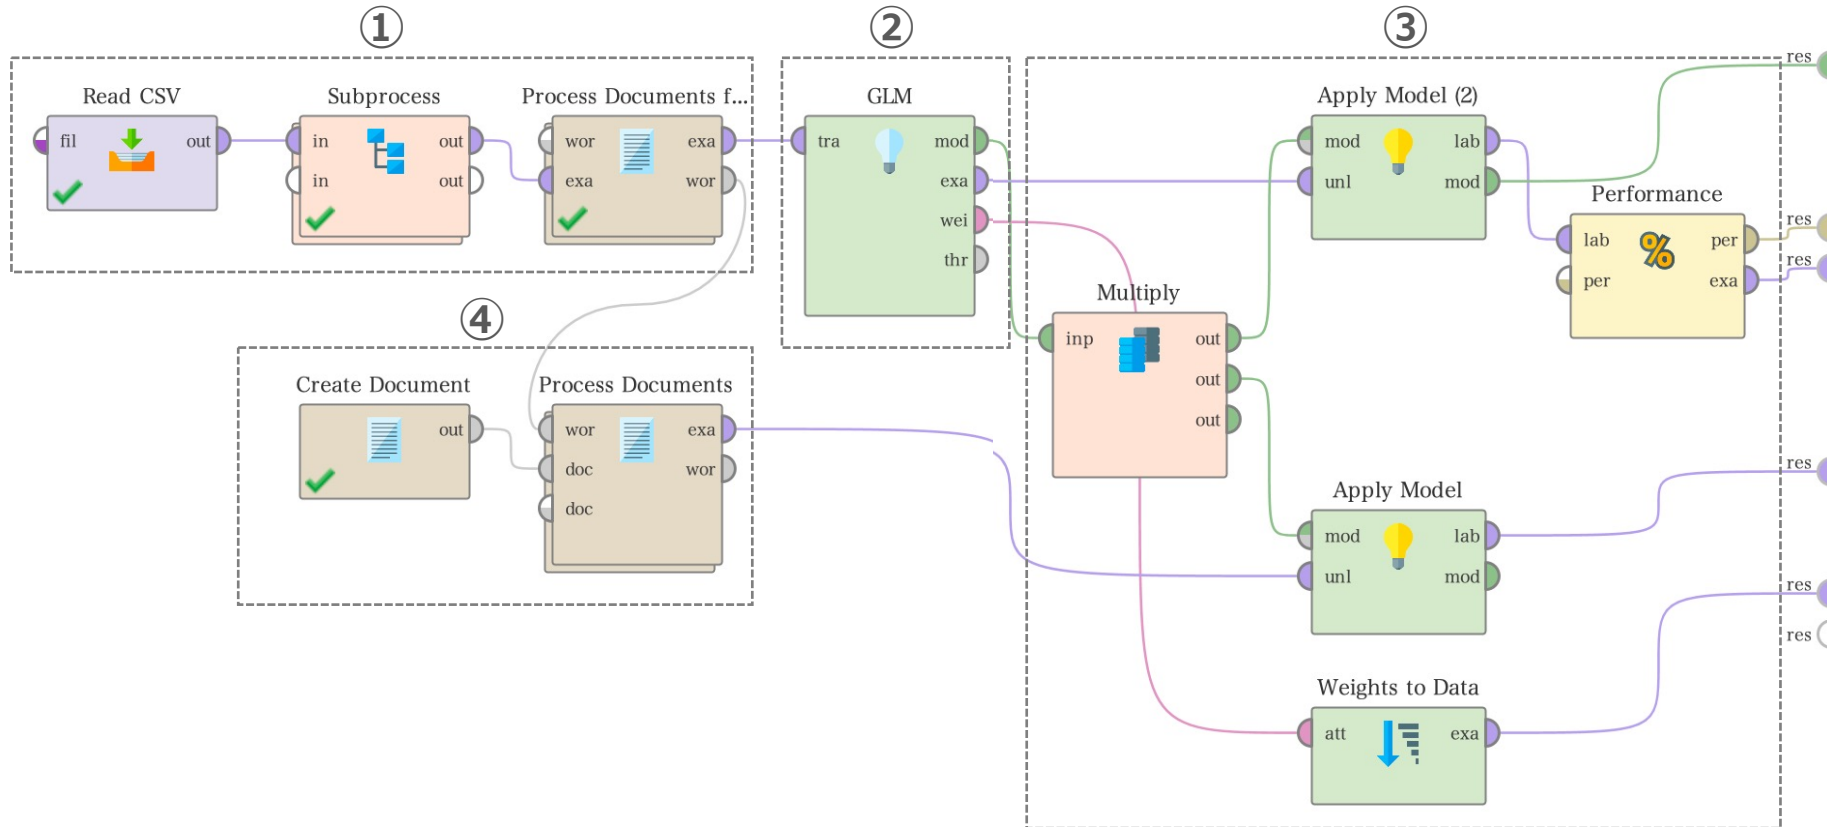 ①
②
③
res
Read CSV
Subprocess
Process Documents f...
GLM
Apply Model (2)
fil
out
in
out
in
out
wor
exa
exa
wor
tra
mod
exa
wei
thr
mod
lab
unl
mod
Performance
res
lab
per
res
per
exa
Multiply
inp
out
out
out
④
Create Document
Process Documents
out
wor
exa
doc
wor
doc
res
Apply Model
mod
lab
unl
mod
res
res
Weights to Data
att
exa
%